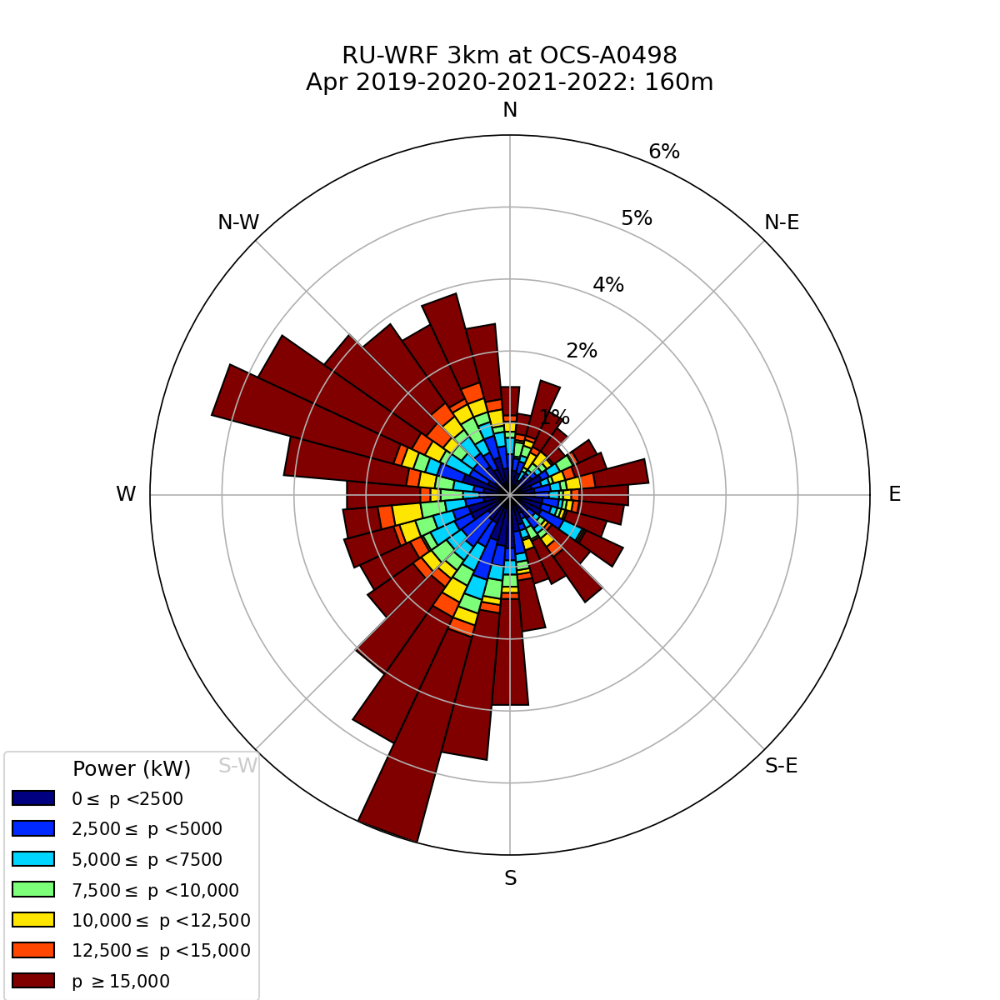 RU-WRF 3km at OCS-A0498
Apr 2019-2020-2021-2022: 160m
N
6%
N-W
N-E
5%
4%
2%
1%
W
E
S-W
S-E
S
Power (kW)
0≤ p <2500
2,500≤ p <5000
5,000≤ p <7500
7,500≤ p <10,000
10,000≤ p <12,500
12,500≤ p <15,000
p ≥15,000